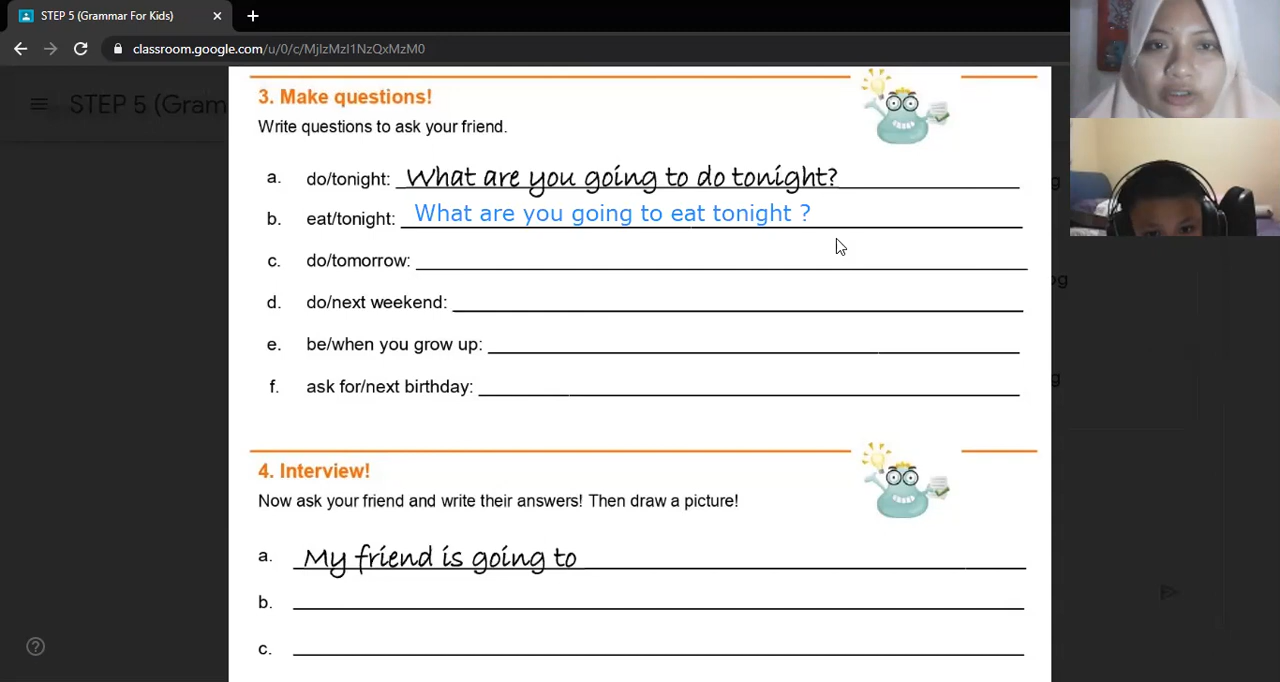 STEP 5 (Grammar For Kids)
classroom.google.com/u/0/c/MjIzMzI1NzQxMzM0
STEP 5 (Gram
3. Make questions!
Write questions to ask your friend.
a. do/tonight: What are you going to do tonight?
b. eat/tonight: What are you going to eat tonight ?
c. do/tomorrow:
d. do/next weekend:
e. be/when you grow up:
f. ask for/next birthday:
4. Interview!
Now ask your friend and write their answers! Then draw a picture!
a. My friend is going to
b.
c.